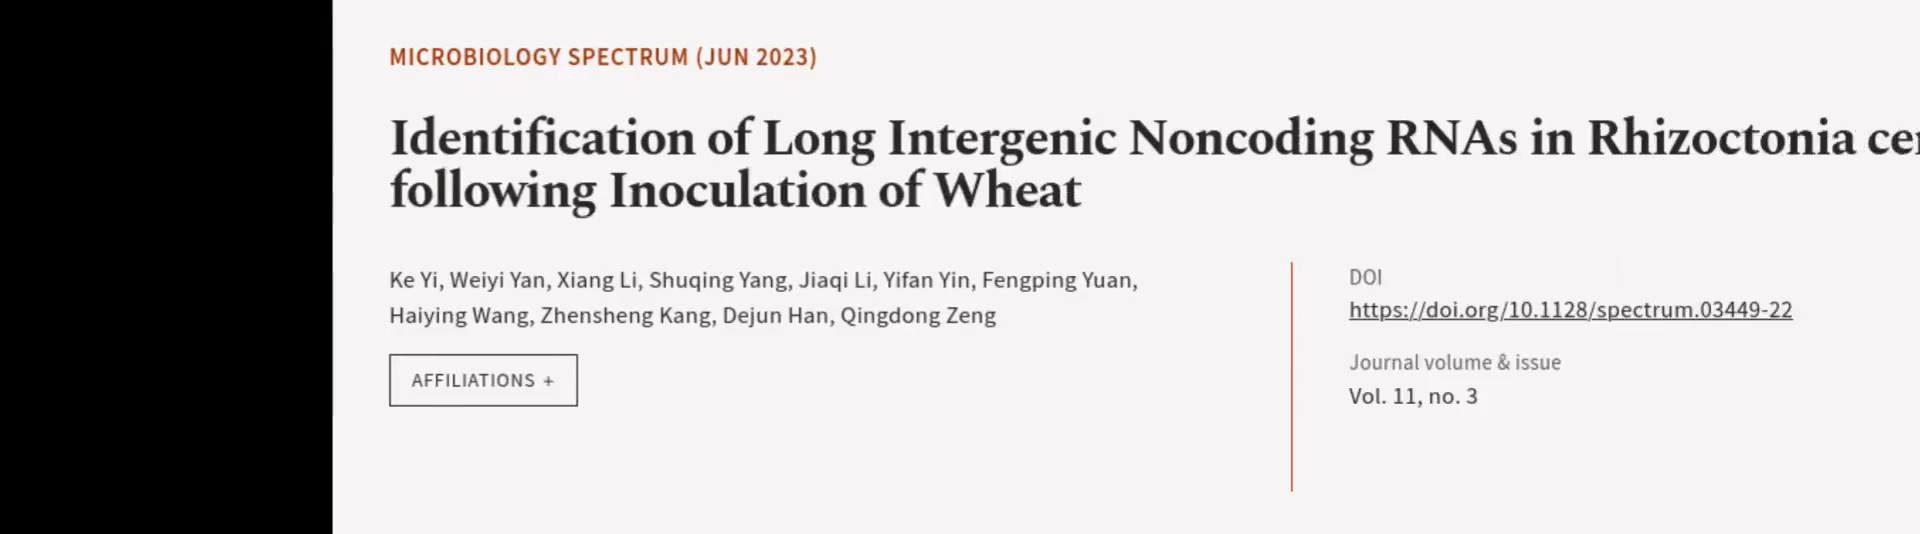 MICROBIOLOGY SPECTRUM (JUN 2023)
Identification of Long Intergenic Noncoding RNAs in Rhizoctonia
following Inoculation of Wheat
Ke Yi, Weiyi Yan, Xiang Li, Shuqing Yang, Jiaqi Li, Yifan Yin, Fengping Yuan,
Haiying Wang, Zhensheng Kang, Dejun Han, Qingdong Zeng
AFFILIATIONS +
DOI
https://doi.org/10.1128/spectrum.03449-22
Journal volume & issue
Vol. 11, no. 3